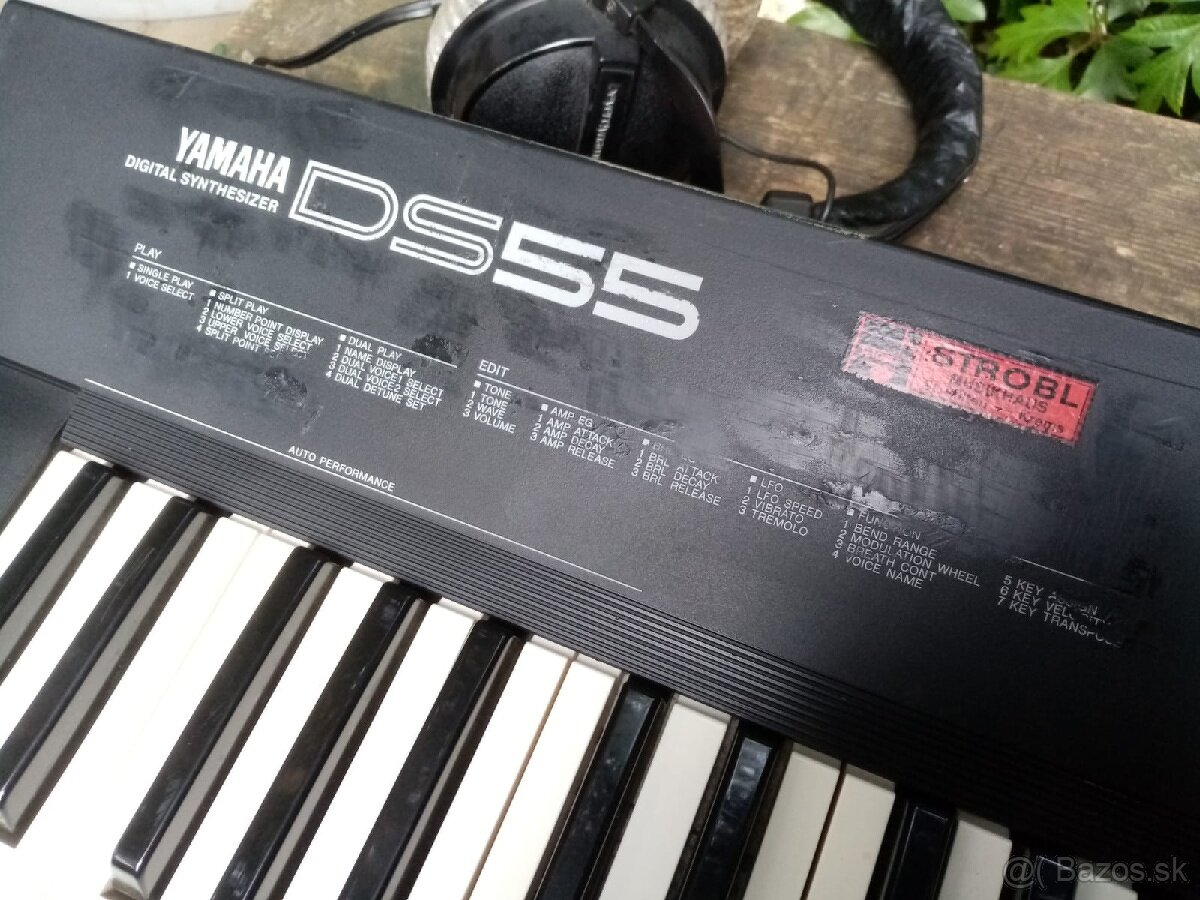 YAMAHA
DIGITAL SYNTHESIZER
DS55
PLAY
■ SINGLE PLAY
1 VOICE SELECT
■ SPLIT PLAY
1 NUMBER POINT DISPLAY
2 LOWER VOICE SELECT
3 UPPER VOICE
4 SPLIT POINT
■ DUAL PLAY
1 NAME DISPLAY
2 DUAL VOICE1 SELECT
3 DUAL VOICE2 SELECT
4 DUAL DETUNE SET
EDIT
■ TONE
1 TONE
2 WAVE
3 VOLUME
■ AMP EG
1 AMP ATTACK
2 AMP DECAY
3 AMP RELEASE
1 BRL ATTACK
2 BRL DECAY
3 BRL RELEASE
■ LFO
1 LFO SPEED
2 VIBRATO
3 TREMOLO
1 BEND RANGE
2 MODULATION WHEEL
3 BREATH CONT
4 VOICE NAME
5 KEY
6 KEY
7 KEY
AUTO PERFORMANCE
STROBL
MUSIKHAUS
@( Bazos.sk